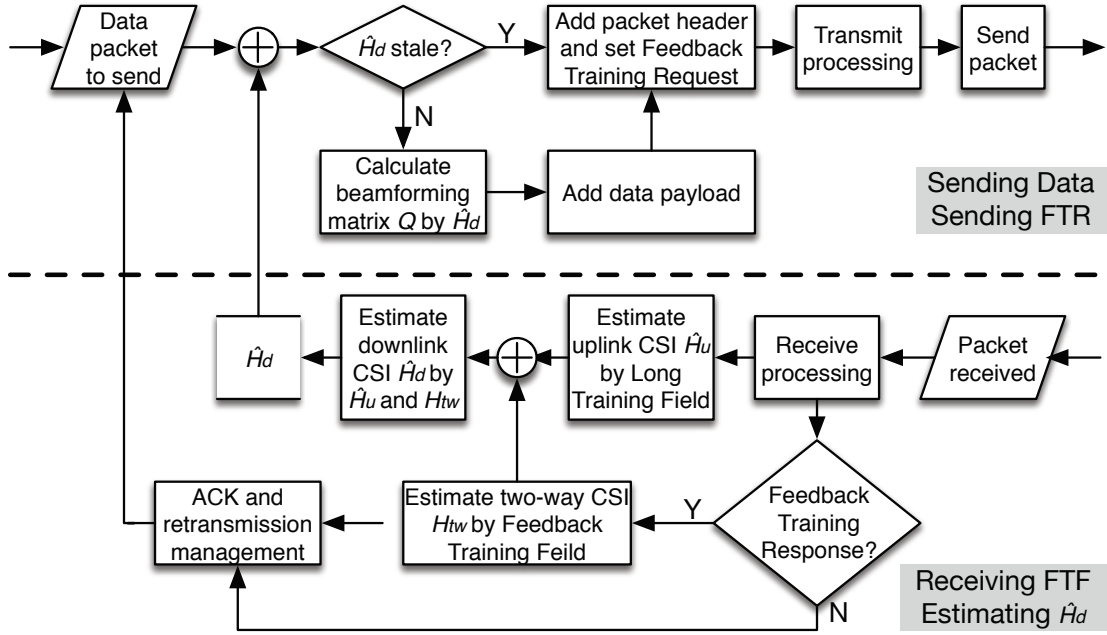 Data
packet
to send
Ĥd stale?
Y
N
Add packet header
and set Feedback
Training Request
Transmit
processing
Send
packet
Calculate
beamforming
matrix Q by Ĥd
Add data payload
Sending Data
Sending FTR
Ĥd
Estimate
downlink
CSI Ĥd by
Ĥu and Htw
Estimate
uplink CSI Ĥu
by Long
Training Field
Receive
processing
Packet
received
ACK and
retransmission
management
Estimate two-way CSI
Htw by Feedback
Training Feild
Y
Feedback
Training
Response?
N
Receiving FTF
Estimating Ĥd